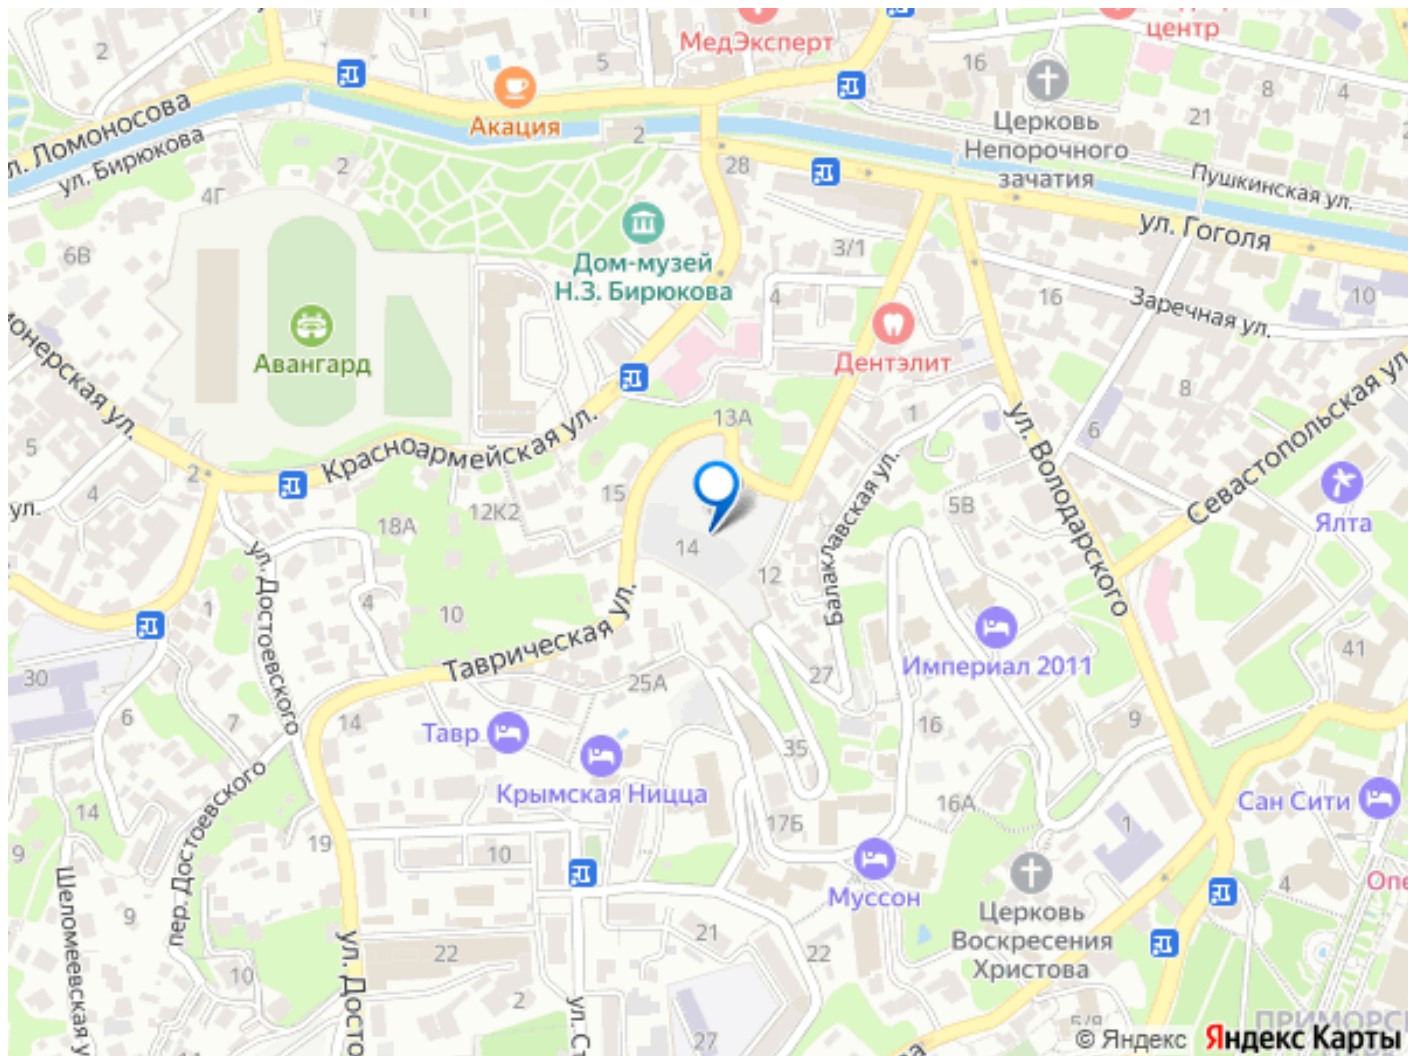 центр
МедЭксперт
2
5
16
8
4
Акация
21
Церковь
Непорочного
зачатия
ул. Ломоносова
ул. Бирюкова
2
2
28
4Г
Пушкинская ул.
ул. Гоголя
6В
3/1
Дом-музей
Н.З. Бирюкова
4
16
10
Заречная ул.
Авангард
Дентэлит
8
13А
1
6
5
Красноармейская ул.
ул. Володарского
Севастопольская ул.
2
4
ул.
15
12К2
18А
5В
Ялта
Балаклавская ул.
14
12
ул. Достоевского
1
4
10
Таврическая ул.
41
30
25А
27
Империал 2011
6
7
14
Тавр
35
16
9
Крымская Ницца
14
пер. Достоевского
16А
Сан Сити
17Б
1
19
10
9
Муссон
4
Шеломеевская у
9
Церковь
Воскресения
Христова
21
22
22
10
ул. Досто
2
ул.С
27
© Яндекс
Яндекс Карты